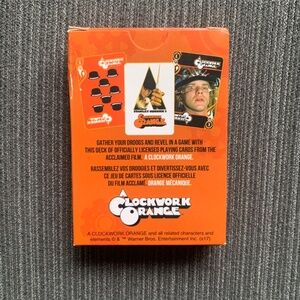 A CLOCKWORK ORANGE
GATHER YOUR DROOGS AND REVEL IN A GAME WITH
THIS DECK OF OFFICIALLY LICENSED PLAYING CARDS FROM THE
ACCLAIMED FILM, A CLOCKWORK ORANGE.
RASSEMBLEZ VOS DROOGIES ET DIVERTISSEZ-VOUS AVEC
CE JEU DE CARTES SOUS LICENCE OFFICIELLE
DU FILM ACCLAMÉ ORANGE MÉCANIQUE.
A
CLOCKWORK
ORANGE
A CLOCKWORK ORANGE and all related characters and
elements © & ™ Warner Bros. Entertainment Inc. (s17)